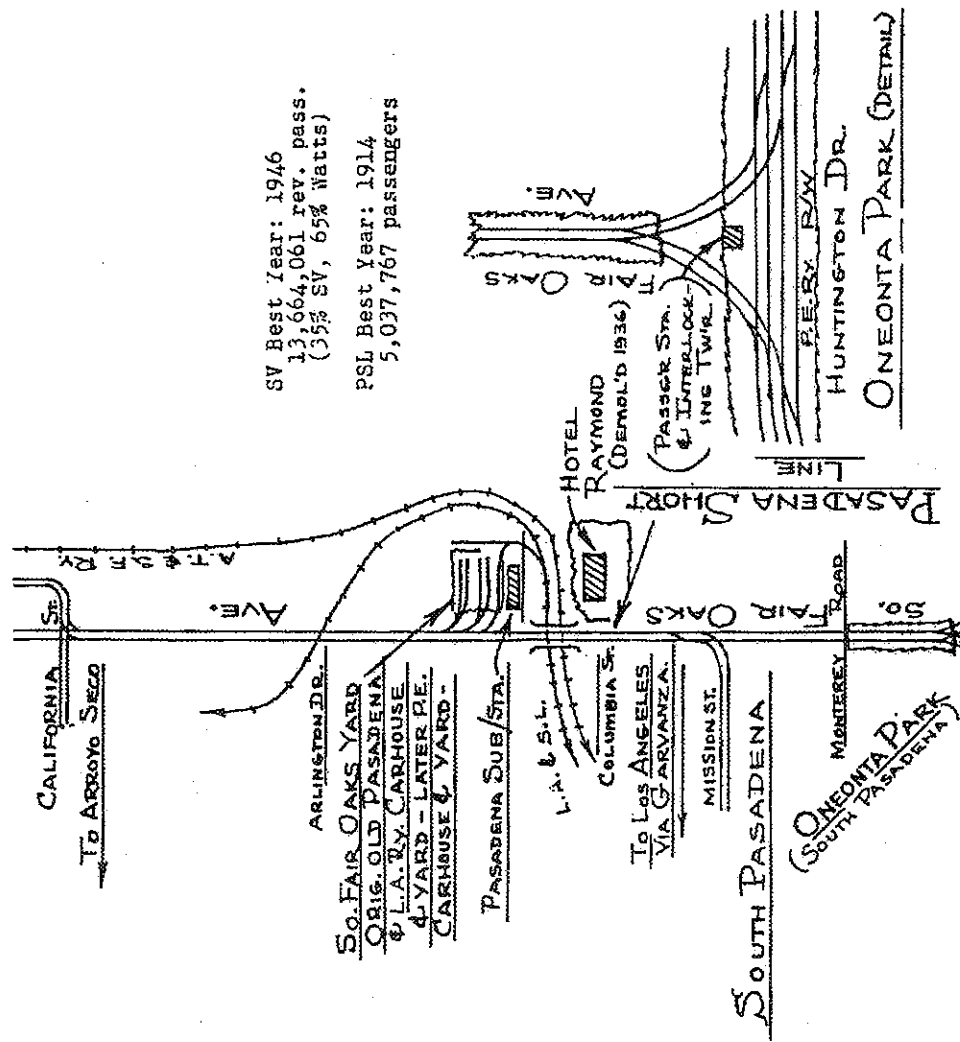 SV Best Year: 1946
13,664,061 rev. pass.
(35% SV, 65% Watts)
PSL Best Year: 1914
5,037,767 passengers
A.T. & S.F. Ry.
CALIFORNIA ST.
TO ARROYO SECO
AVE.
ARLINGTON DR.
SO. FAIR OAKS YARD
ORIG. OLD PASADENA
& L.A. RY. CARHOUSE
& YARD - LATER P.E.
CARHOUSE & YARD -
PASADENA SUB/STA.
L.A. & S.L.
COLUMBIA ST.
HOTEL
RAYMOND
(DEMOL'D 1936)
FAIR OAKS
TO LOS ANGELES
VIA GARVANZA.
MISSION ST.
SOUTH PASADENA
MONTEREY ROAD
SO.
ONEONTA PARK
(SOUTH PASADENA)
PASADENA SHORT
LINE
FAIR OAKS AVE.
(PASSGR STA.
& INTERLOCK-
ING TW'R.
P.E. RY. R/W
HUNTINGTON DR.
ONEONTA PARK (DETAIL)